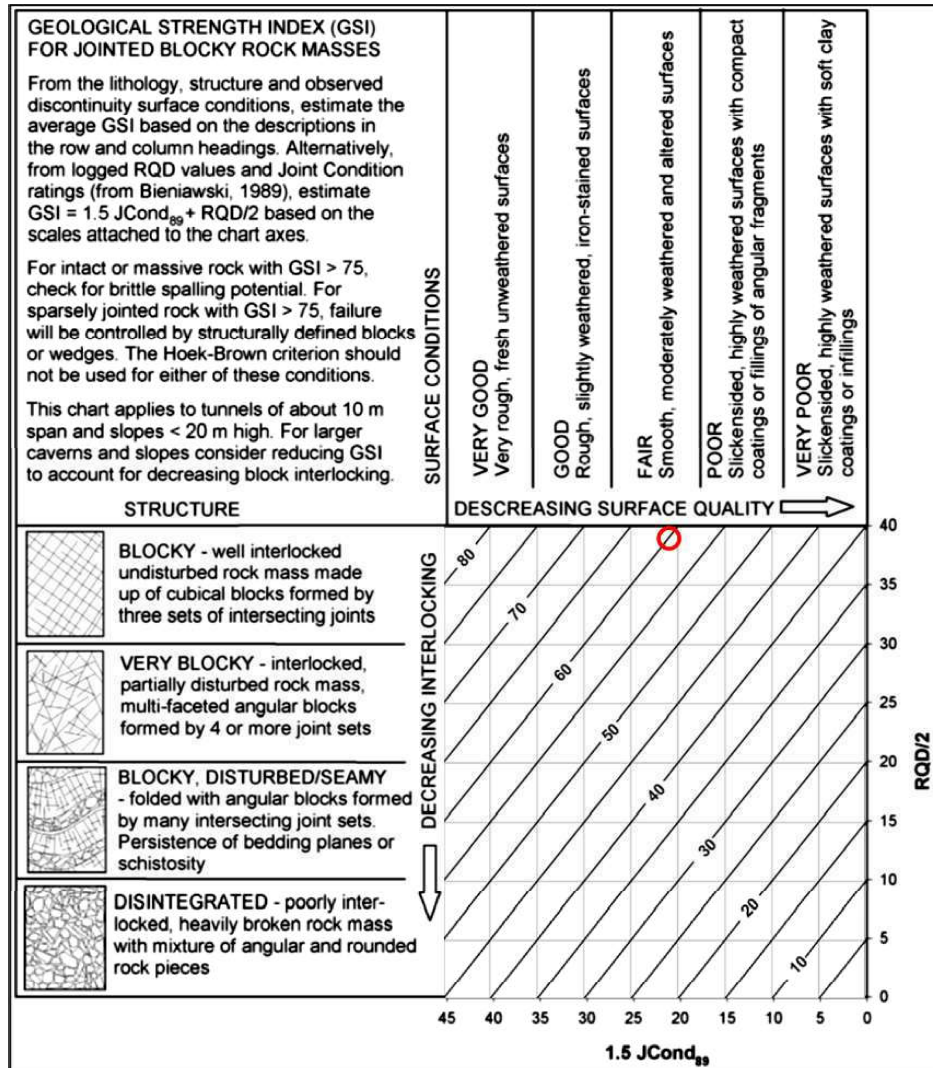 GEOLOGICAL STRENGTH INDEX (GSI)
FOR JOINTED BLOCKY ROCK MASSES
From the lithology, structure and observed
discontinuity surface conditions, estimate the
average GSI based on the descriptions in
the row and column headings. Alternatively,
from logged RQD values and Joint Condition
ratings (from Bieniawski, 1989), estimate
GSI = 1.5 JCond₈₉ + RQD/2 based on the
scales attached to the chart axes.
For intact or massive rock with GSI > 75,
check for brittle spalling potential. For
sparsely jointed rock with GSI > 75, failure
will be controlled by structurally defined blocks
or wedges. The Hoek-Brown criterion should
not be used for either of these conditions.
This chart applies to tunnels of about 10 m
span and slopes < 20 m high. For larger
caverns and slopes consider reducing GSI
to account for decreasing block interlocking.
SURFACE CONDITIONS
VERY GOOD
Very rough, fresh unweathered surfaces
GOOD
Rough, slightly weathered, iron-stained surfaces
FAIR
Smooth, moderately weathered and altered surfaces
POOR
Slickensided, highly weathered surfaces with compact
coatings or fillings of angular fragments
VERY POOR
Slickensided, highly weathered surfaces with soft clay
coatings or infillings
STRUCTURE
DESCREASING SURFACE QUALITY
BLOCKY - well interlocked
undisturbed rock mass made
up of cubical blocks formed by
three sets of intersecting joints
VERY BLOCKY - interlocked,
partially disturbed rock mass,
multi-faceted angular blocks
formed by 4 or more joint sets
BLOCKY, DISTURBED/SEAMY
- folded with angular blocks formed
by many intersecting joint sets.
Persistence of bedding planes or
schistosity
DISINTEGRATED - poorly inter-
locked, heavily broken rock mass
with mixture of angular and rounded
rock pieces
DECREASING INTERLOCKING
80
70
60
50
40
30
20
10
40
35
30
25
20
15
10
5
0
RQD/2
45 40 35 30 25 20 15 10 5 0
1.5 JCond₈₉